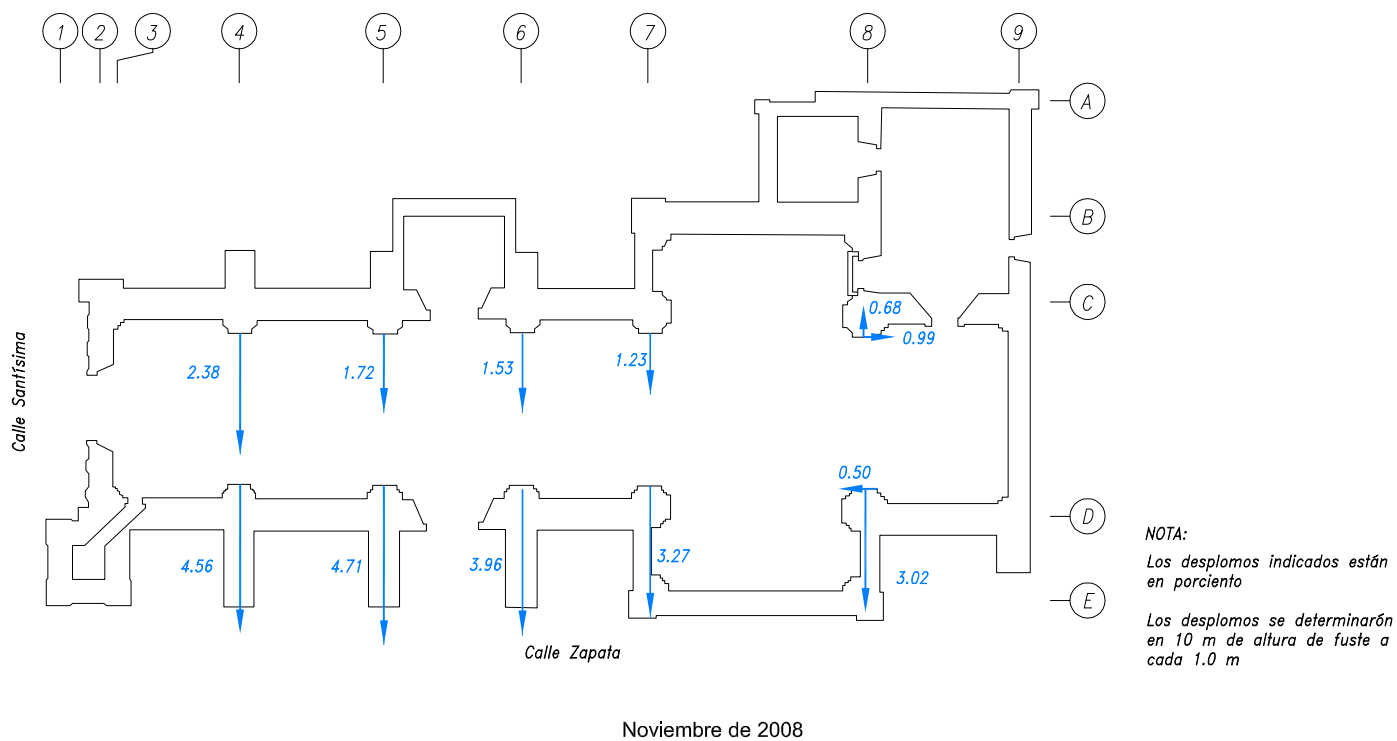 1 2 3 4 5 6 7 8 9
A
B
C
0.68
0.99
2.38 1.72 1.53 1.23
Calle Santísima
0.50
D
4.56 4.71 3.96 3.27 3.02
E
Calle Zapata
NOTA:
Los desplomos indicados están
en porciento
Los desplomos se determinarón
en 10 m de altura de fuste a
cada 1.0 m
Noviembre de 2008